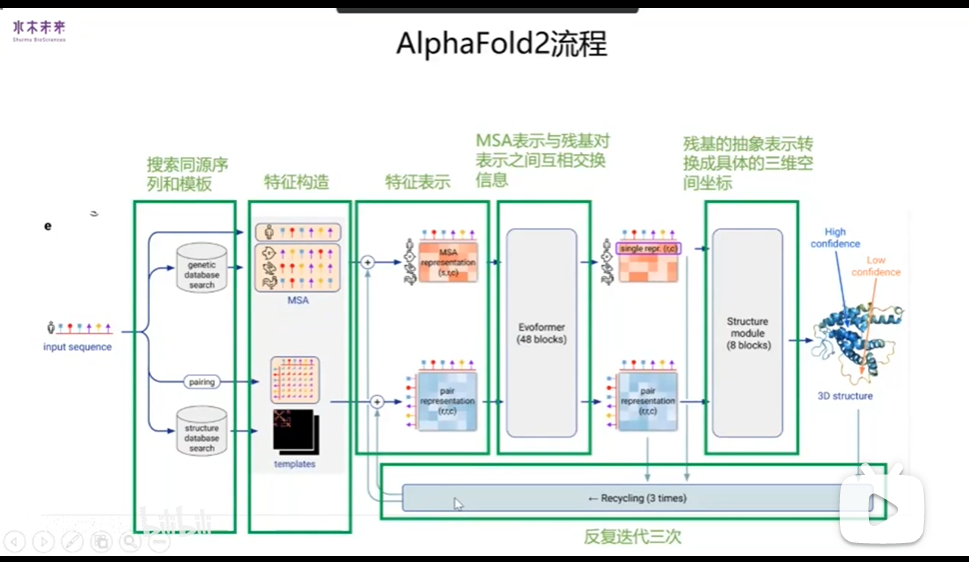 水木未来
Shuimu BioSciences
AlphaFold2流程
搜索同源序
列和模板
特征构造
特征表示
MSA表示与残基对
表示之间互相交换
信息
残基的抽象表示转
换成具体的三维空
间坐标
e
genetic
database
search
MSA
MSA
representation
(s,r,c)
single repr. (r,c)
High
confidence
Low
confidence
input sequence
Evoformer
(48 blocks)
Structure
module
(8 blocks)
pairing
pair
representation
(r,r,c)
pair
representation
(r,r,c)
3D structure
structure
database
search
templates
← Recycling (3 times)
反复迭代三次
bilibili